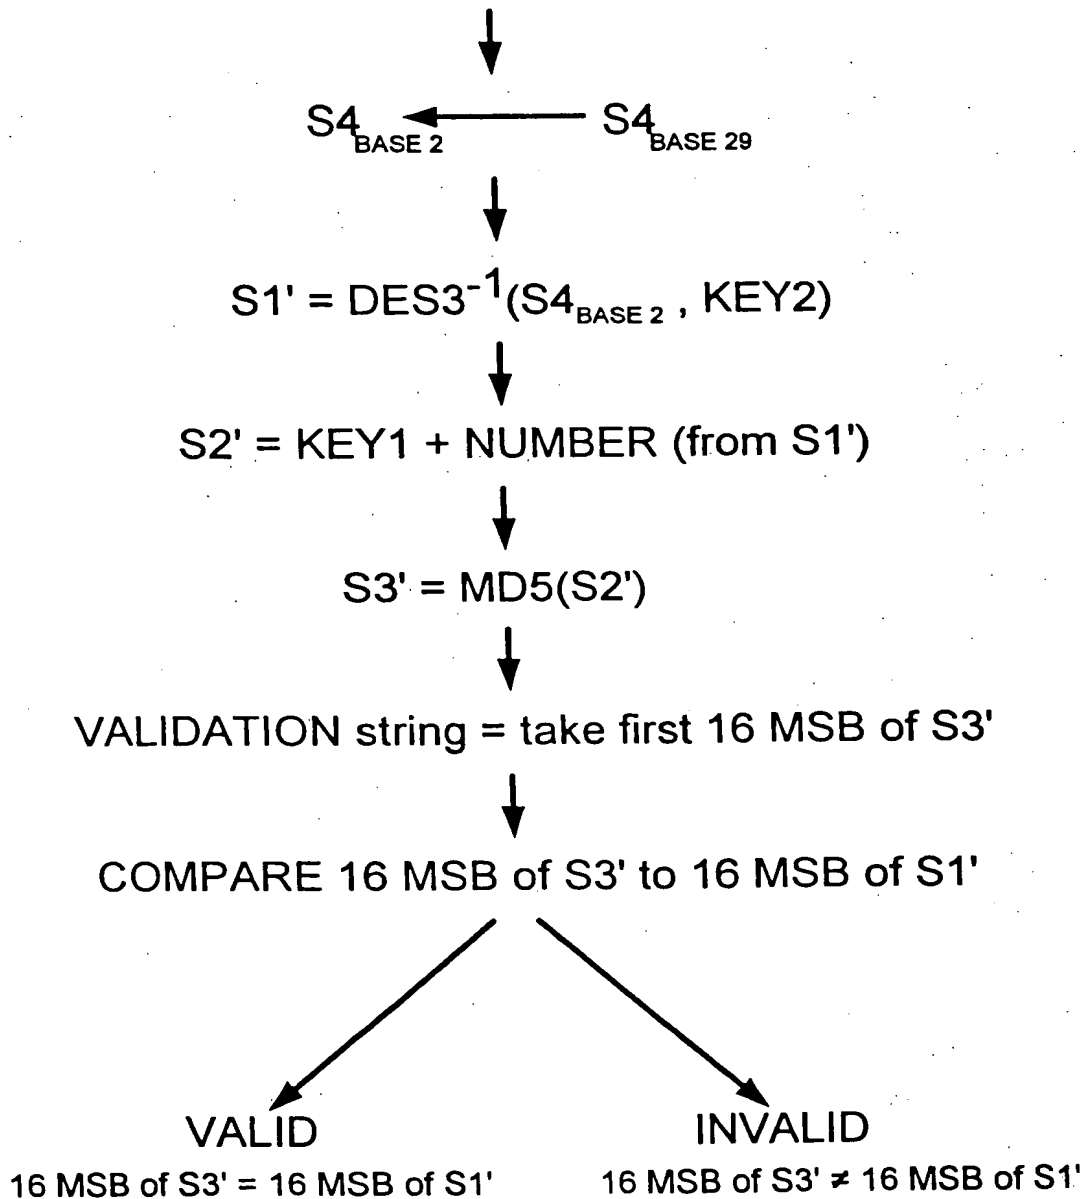 S4BASE 2 S4BASE 29
S1' = DES3-1(S4BASE 2 , KEY2)
S2' = KEY1 + NUMBER (from S1')
S3' = MD5(S2')
VALIDATION string = take first 16 MSB of S3'
COMPARE 16 MSB of S3' to 16 MSB of S1'
VALID INVALID
16 MSB of S3' = 16 MSB of S1' 16 MSB of S3' ≠ 16 MSB of S1'